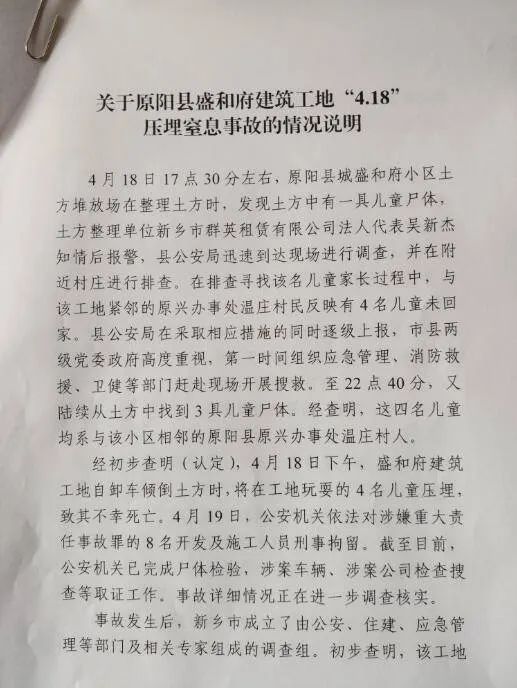 关于原阳县盛和府建筑工地“4.18”
压埋窒息事故的情况说明
4月18日17点30分左右，原阳县城盛和府小区土
方堆放场在整理土方时，发现土方中有一具儿童尸体，
土方整理单位新乡市群英租赁有限公司法人代表吴新杰
知情后报警，县公安局迅速到达现场进行调查，并在附
近村庄进行排查。在排查寻找该名儿童家长过程中，与
该工地紧邻的原兴办事处温庄村民反映有4名儿童未回
家。县公安局在采取相应措施的同时逐级上报，市县两
级党委政府高度重视，第一时间组织应急管理、消防救
援、卫健等部门赶赴现场开展搜救。至22点40分，又
陆续从土方中找到3具儿童尸体。经查明，这四名儿童
均系与该小区相邻的原阳县原兴办事处温庄村人。
经初步查明（认定），4月18日下午，盛和府建筑
工地自卸车倾倒土方时，将在工地玩耍的4名儿童压埋，
致其不幸死亡。4月19日，公安机关依法对涉嫌重大责
任事故罪的8名开发及施工人员刑事拘留。截至目前，
公安机关已完成尸体检验，涉案车辆、涉案公司检查搜
查等取证工作。事故详细情况正在进一步调查核实。
事故发生后，新乡市成立了由公安、住建、应急管
理等部门及相关专家组成的调查组。初步查明，该工地